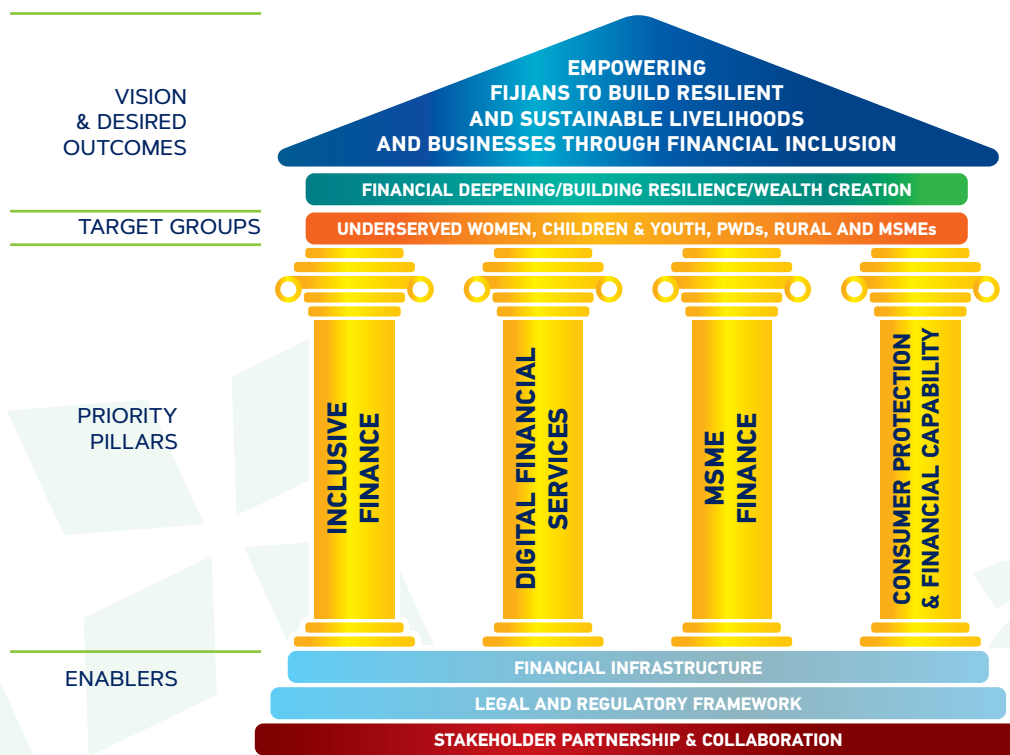 VISION
& DESIRED
OUTCOMES
EMPOWERING
FIJIANS TO BUILD RESILIENT
AND SUSTAINABLE LIVELIHOODS
AND BUSINESSES THROUGH FINANCIAL INCLUSION
FINANCIAL DEEPENING/BUILDING RESILIENCE/WEALTH CREATION
TARGET GROUPS
UNDERSERVED WOMEN, CHILDREN & YOUTH, PWDs, RURAL AND MSMEs
PRIORITY
PILLARS
INCLUSIVE
FINANCE
DIGITAL FINANCIAL
SERVICES
MSME
FINANCE
CONSUMER PROTECTION
& FINANCIAL CAPABILITY
ENABLERS
FINANCIAL INFRASTRUCTURE
LEGAL AND REGULATORY FRAMEWORK
STAKEHOLDER PARTNERSHIP & COLLABORATION